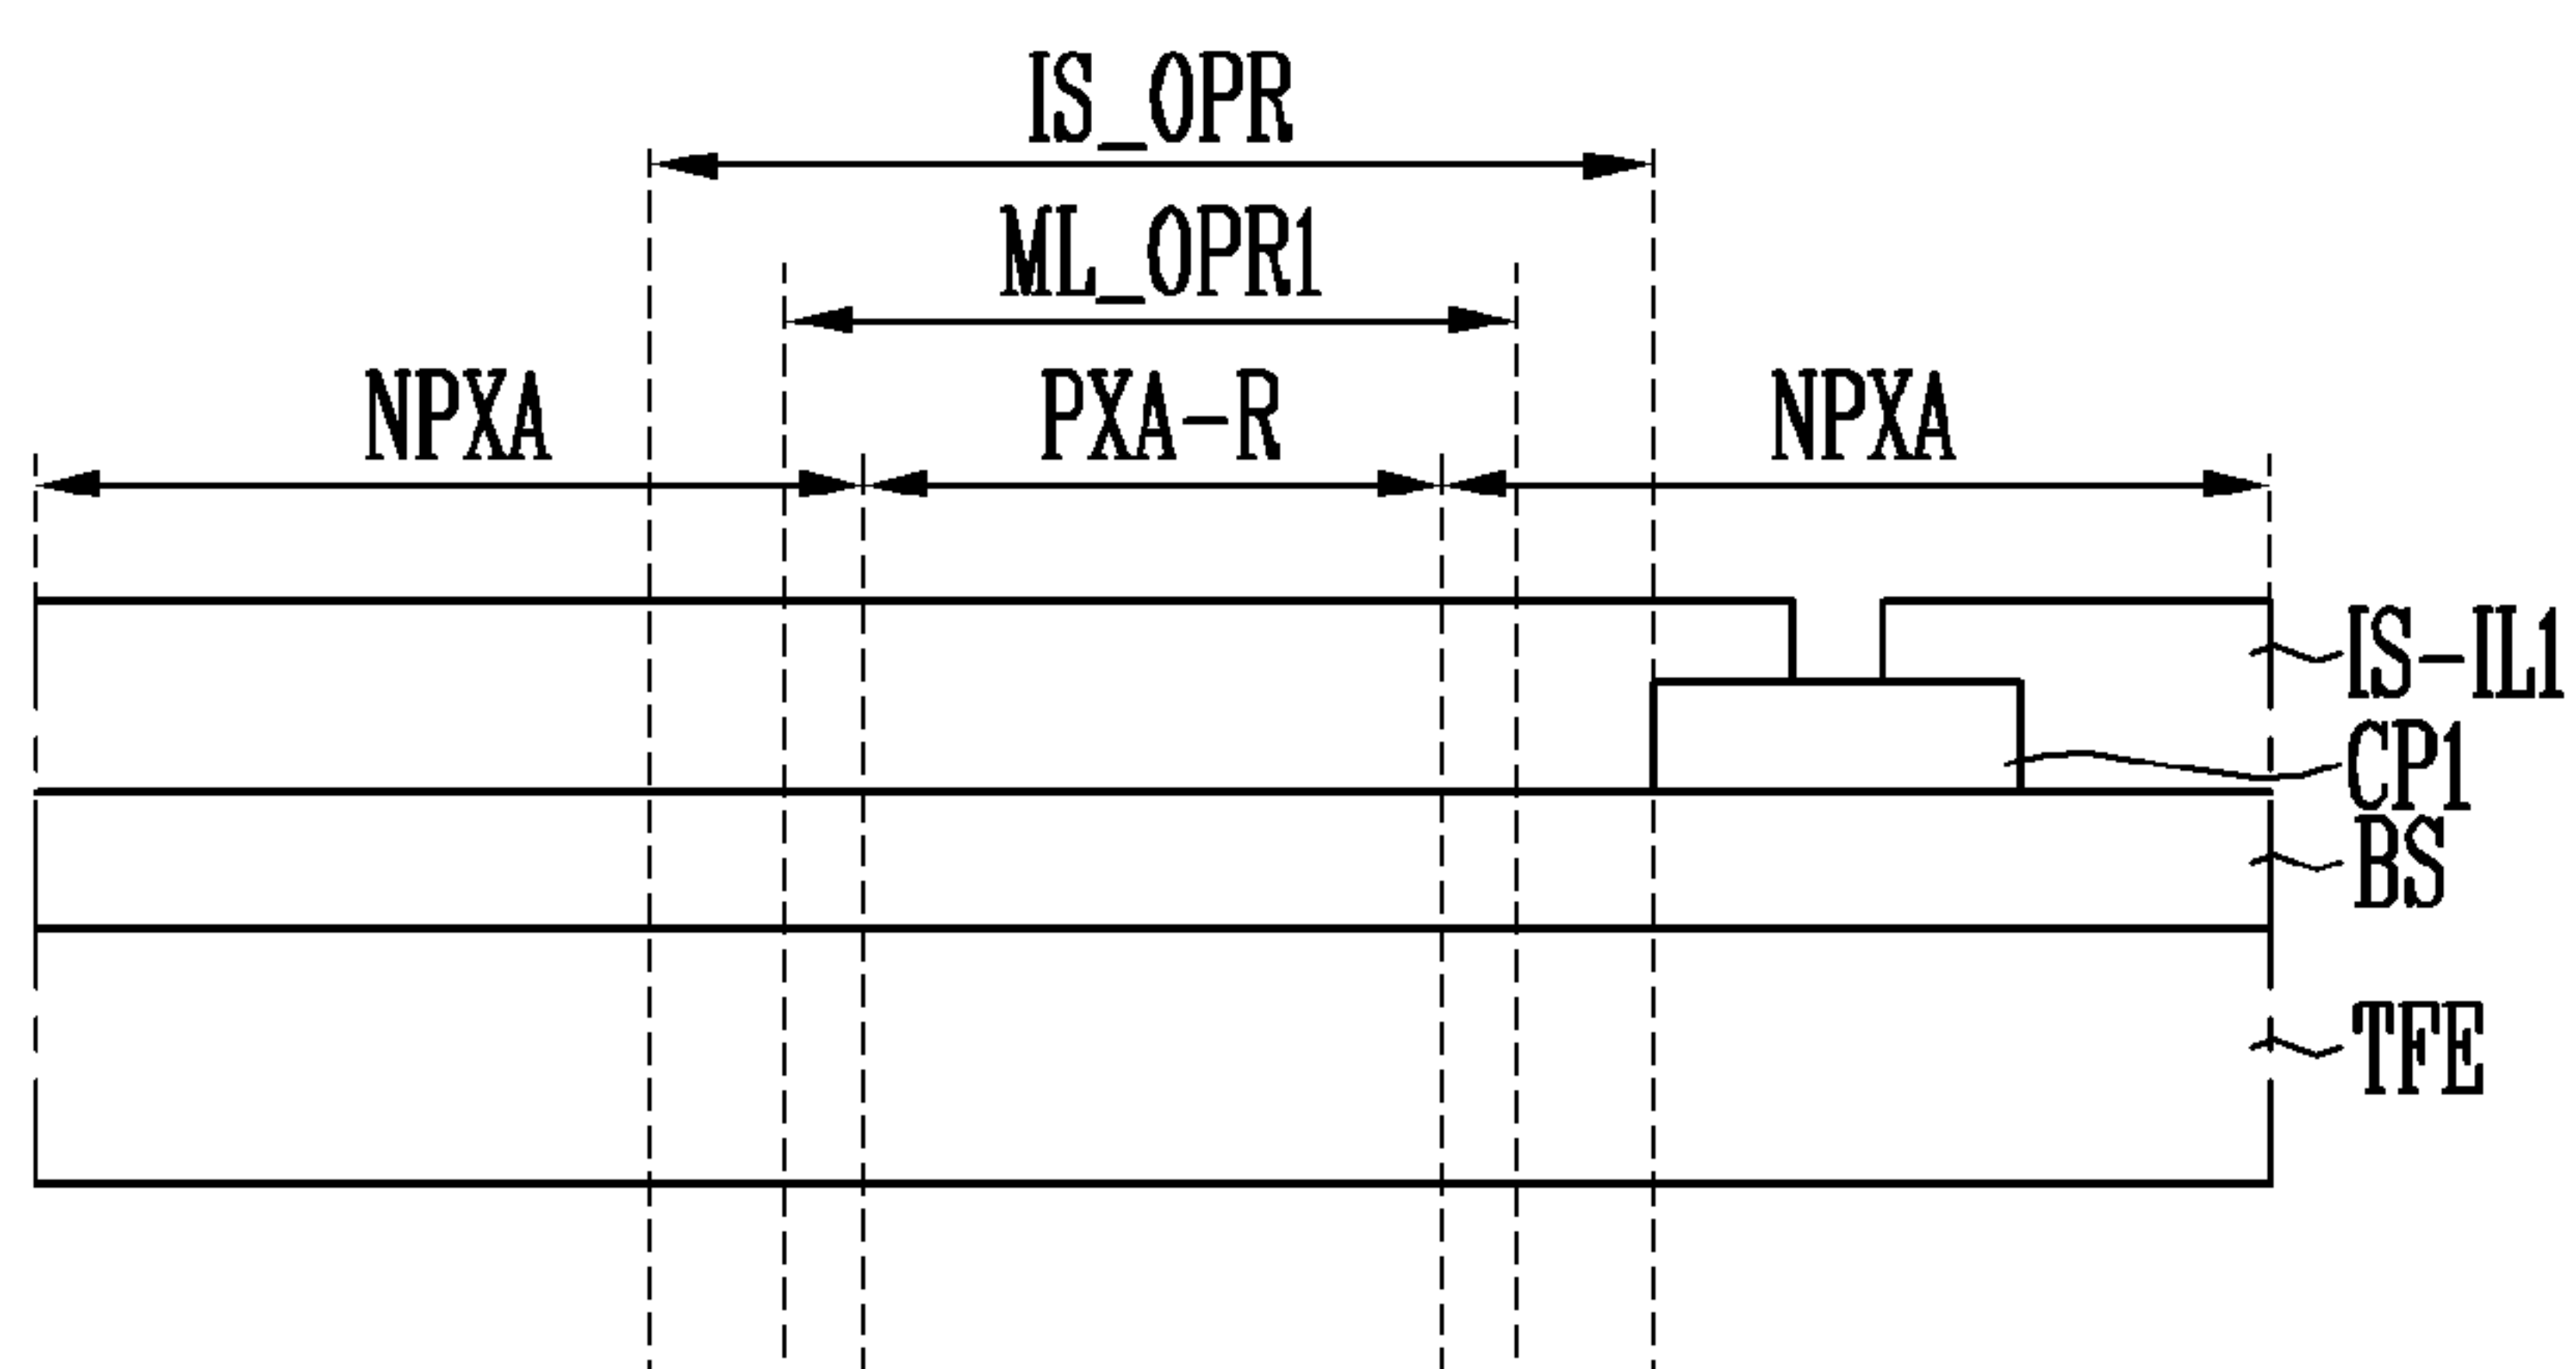 IS_OPR
ML_OPR1
NPXA PXA-R NPXA
IS-IL1
CP1
BS
TFE